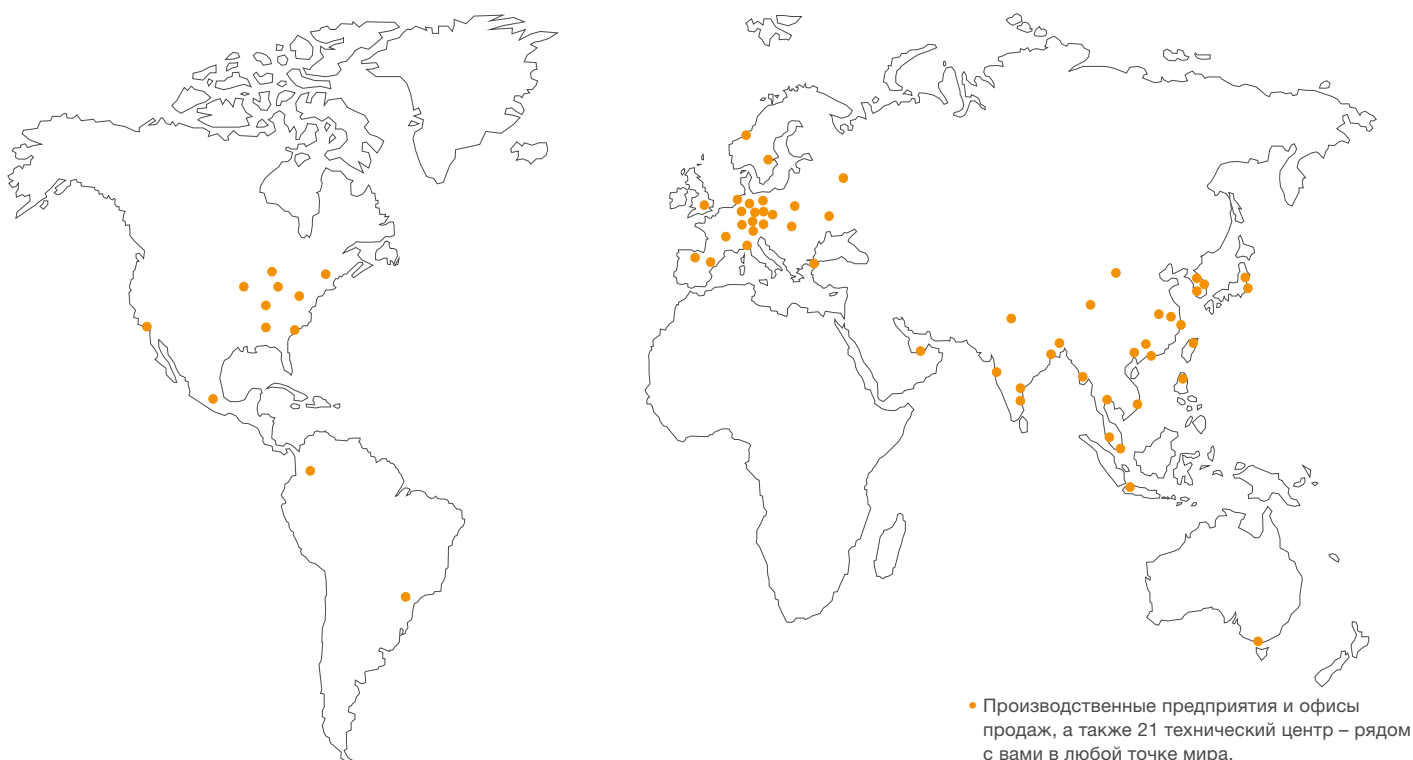 Производственные предприятия и офисы
продаж, а также 21 технический центр – рядом
с вами в любой точке мира.